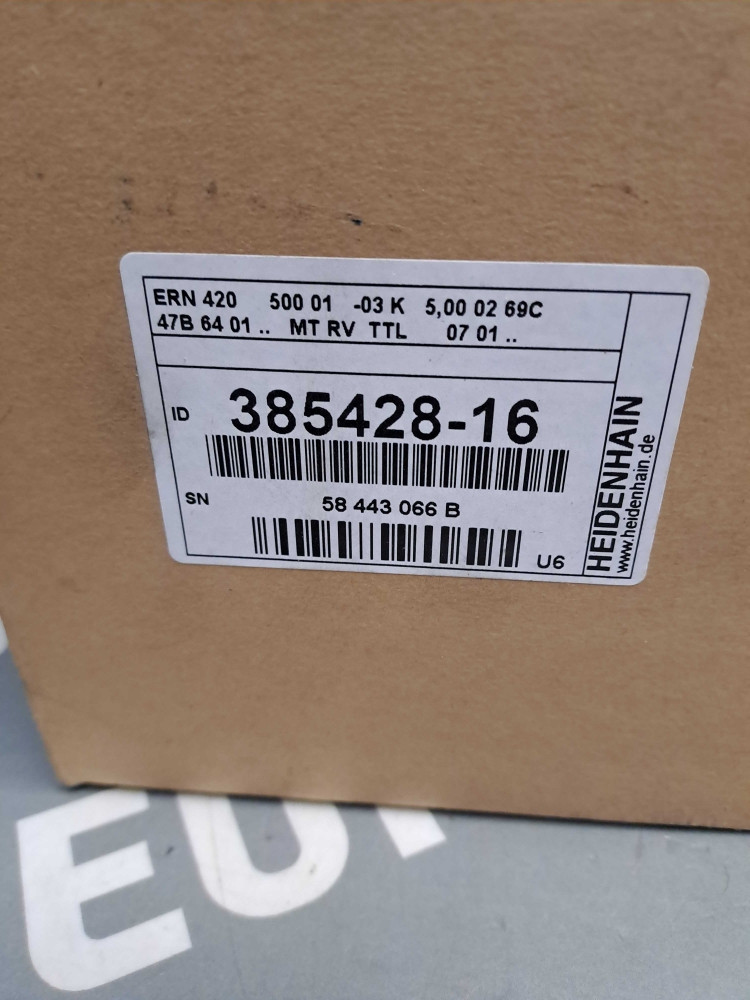 ERN 420 500 01 -03 K 5,00 02 69C
47B 64 01 .. MT RV TTL 07 01 ..
ID 385428-16
SN 58 443 066 B
U6
HEIDENHAIN
www.heidenhain.de